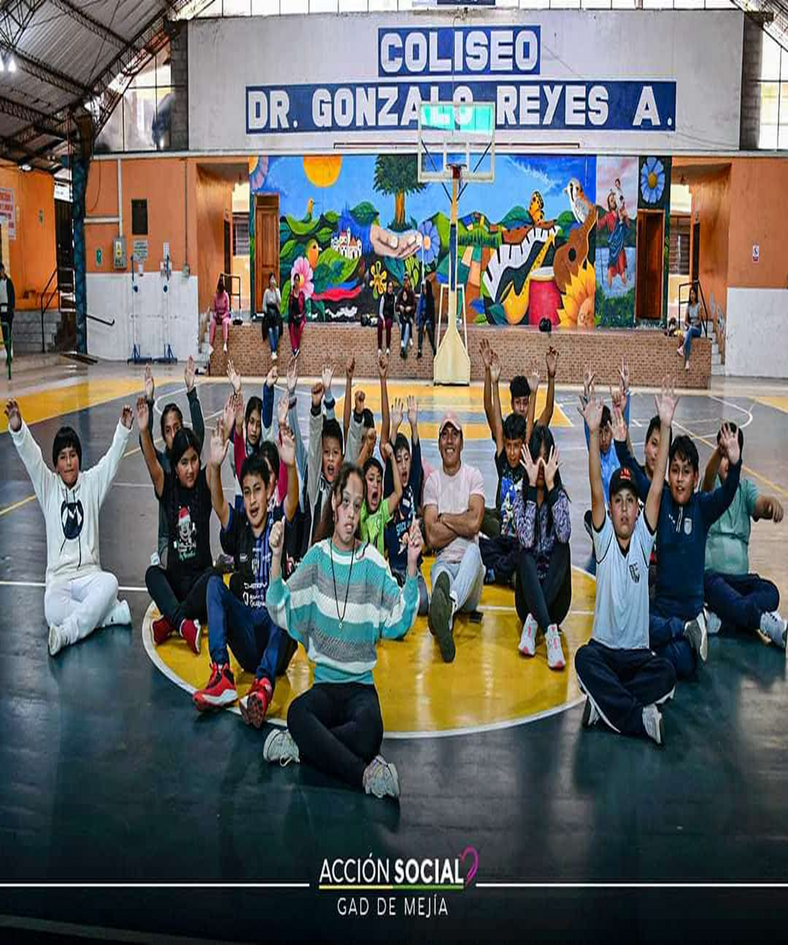 COLISEO
DR. GONZALO REYES A.
ACCIÓN SOCIAL
GAD DE MEJÍA